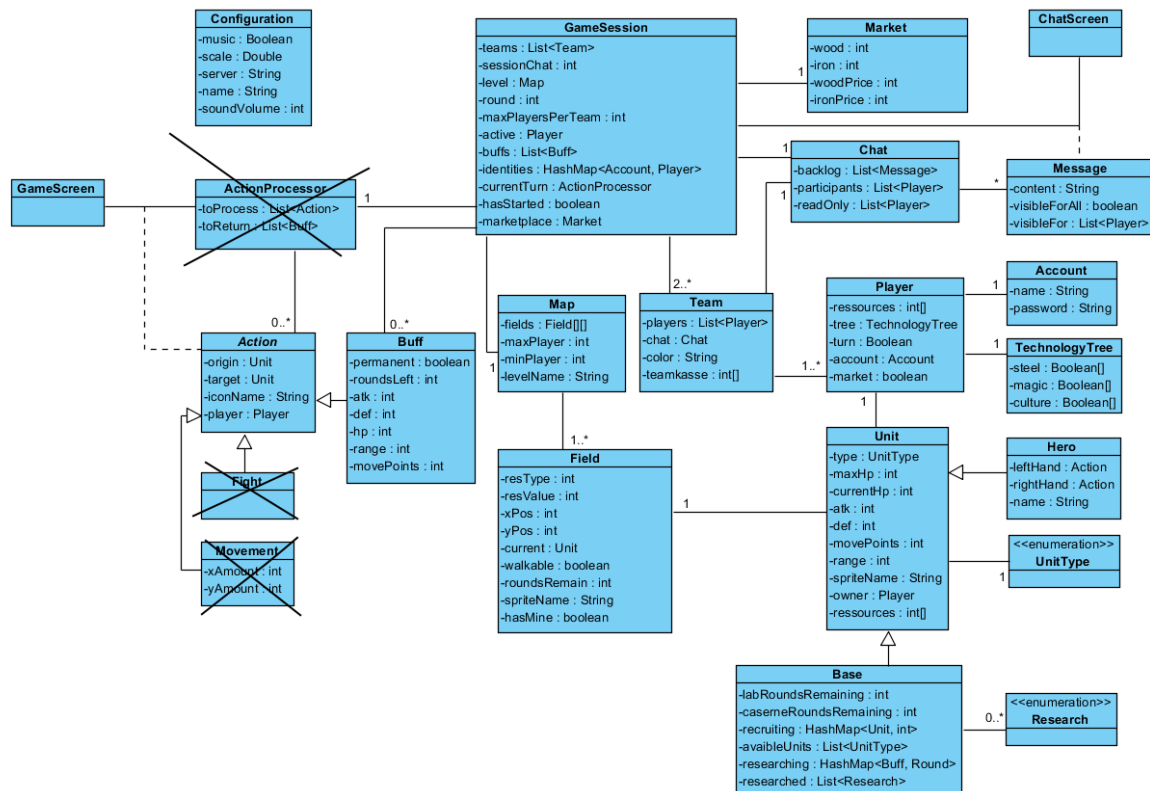 Configuration
-music : Boolean
-scale : Double
-server : String
-name : String
-soundVolume : int
GameSession
-teams : List<Team>
-sessionChat : int
-level : Map
-round : int
-maxPlayersPerTeam : int
-active : Player
-buffs : List<Buff>
-identities : HashMap<Account, Player>
-currentTurn : ActionProcessor
-hasStarted : boolean
-marketplace : Market
Market
-wood : int
-iron : int
-woodPrice : int
-ironPrice : int
1
ChatScreen
GameScreen
ActionProcessor
-toProcess : List<Action>
-toReturn : List<Buff>
1
0..*
0..*
1
2..*
1
1
Chat
-backlog : List<Message>
-participants : List<Player>
-readOnly : List<Player>
*
Message
-content : String
-visibleForAll : boolean
-visibleFor : List<Player>
Action
-origin : Unit
-target : Unit
-iconName : String
-player : Player
Buff
-permanent : boolean
-roundsLeft : int
-atk : int
-def : int
-hp : int
-range : int
-movePoints : int
Map
-fields : Field[][]
-maxPlayer : int
-minPlayer : int
-levelName : String
1..*
Team
-players : List<Player>
-chat : Chat
-color : String
-teamkasse : int[]
1..*
Player
-ressources : int[]
-tree : TechnologyTree
-turn : Boolean
-account : Account
-market : boolean
1
1
1
Account
-name : String
-password : String
TechnologyTree
-steel : Boolean[]
-magic : Boolean[]
-culture : Boolean[]
Fight
Movement
-xAmount : int
-yAmount : int
Field
-resType : int
-resValue : int
-xPos : int
-yPos : int
-current : Unit
-walkable : boolean
-roundsRemain : int
-spriteName : String
-hasMine : boolean
1
Unit
-type : UnitType
-maxHp : int
-currentHp : int
-atk : int
-def : int
-movePoints : int
-range : int
-spriteName : String
-owner : Player
-ressources : int[]
Hero
-leftHand : Action
-rightHand : Action
-name : String
1
<<enumeration>>
UnitType
Base
-labRoundsRemaining : int
-caserneRoundsRemaining : int
-recruiting : HashMap<Unit, int>
-avaibleUnits : List<UnitType>
-researching : HashMap<Buff, Round>
-researched : List<Research>
0..*
<<enumeration>>
Research